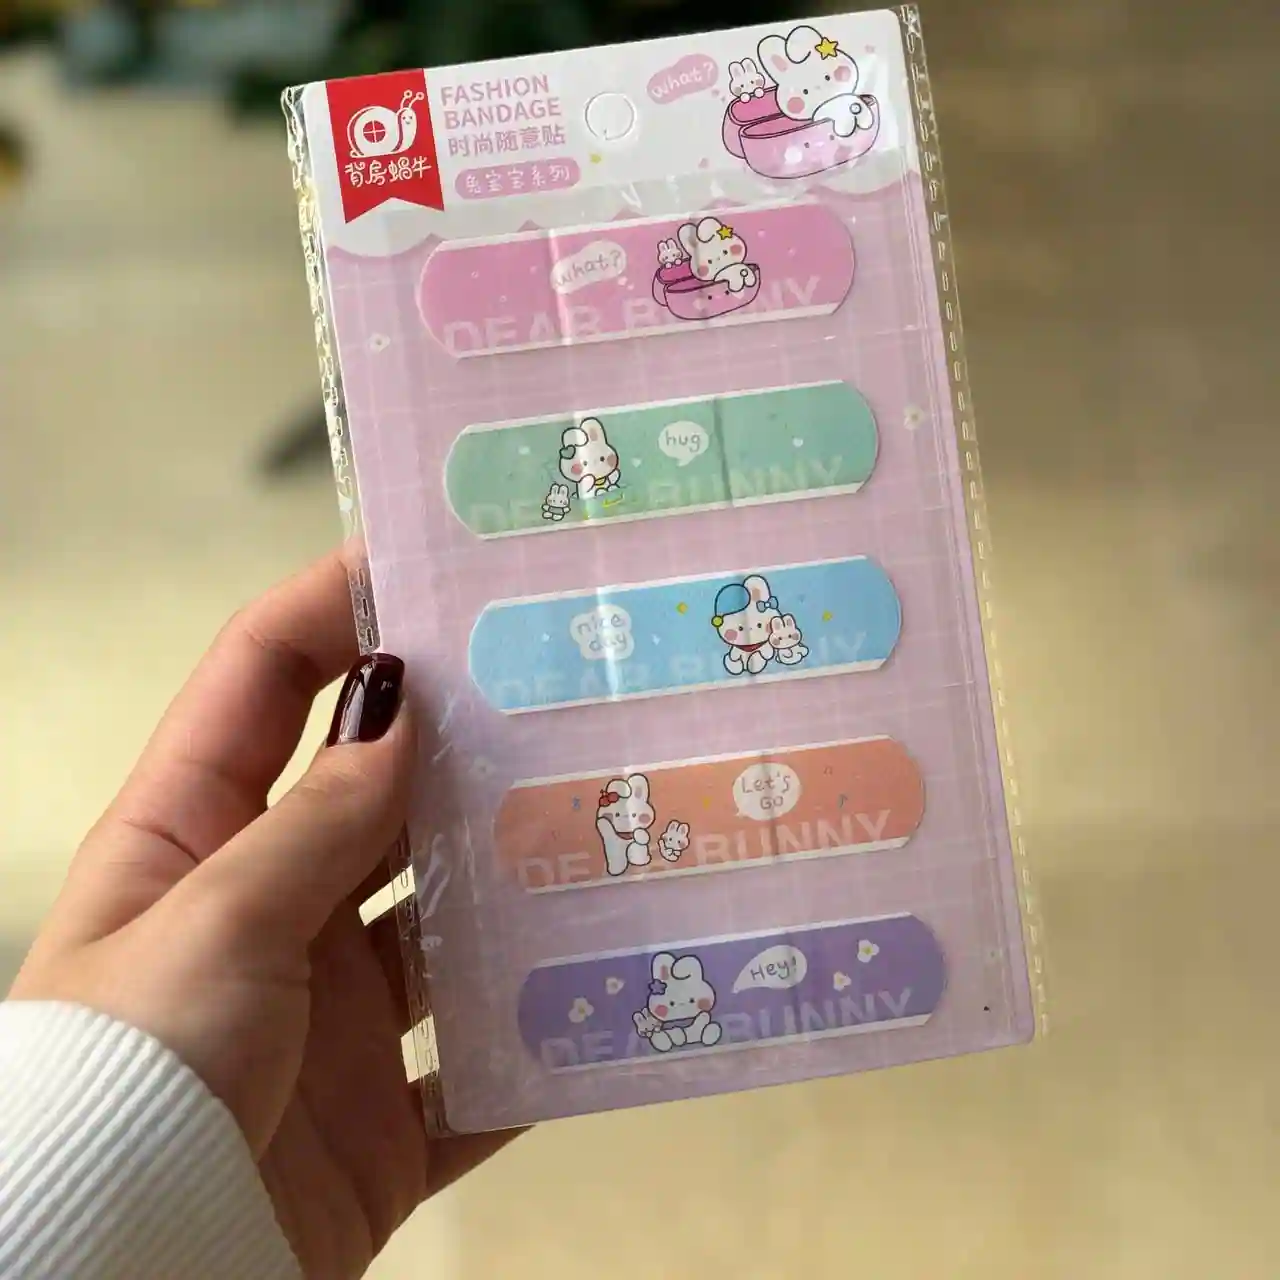 FASHION
BANDAGE
时尚随意贴
兔宝宝系列
背房蝸牛
what?
what?
DEAR BUNNY
hug
DEAR BUNNY
nice
day
DEAR BUNNY
Let's
Go
DEAR BUNNY
Hey!
DEAR BUNNY